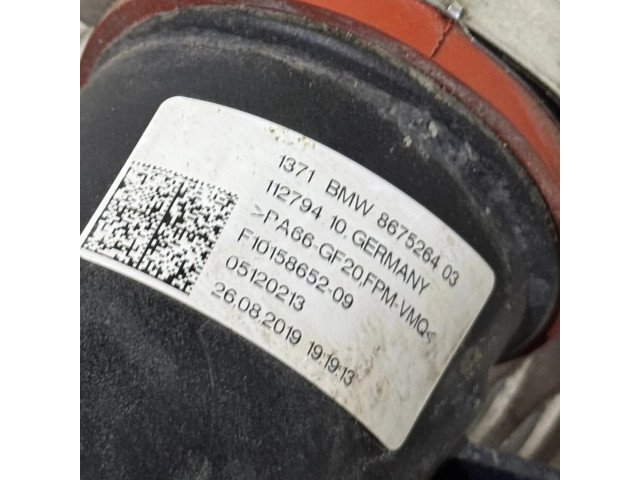 1371 BMW 8675264 03
112794 10. GERMANY
>PA66-GF20,FPM-VMQ<
F10158652-09
05120213
26.08.2019 19:19:13